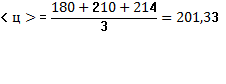 < ц > = (180 + 210 + 214) / 3 = 201,33